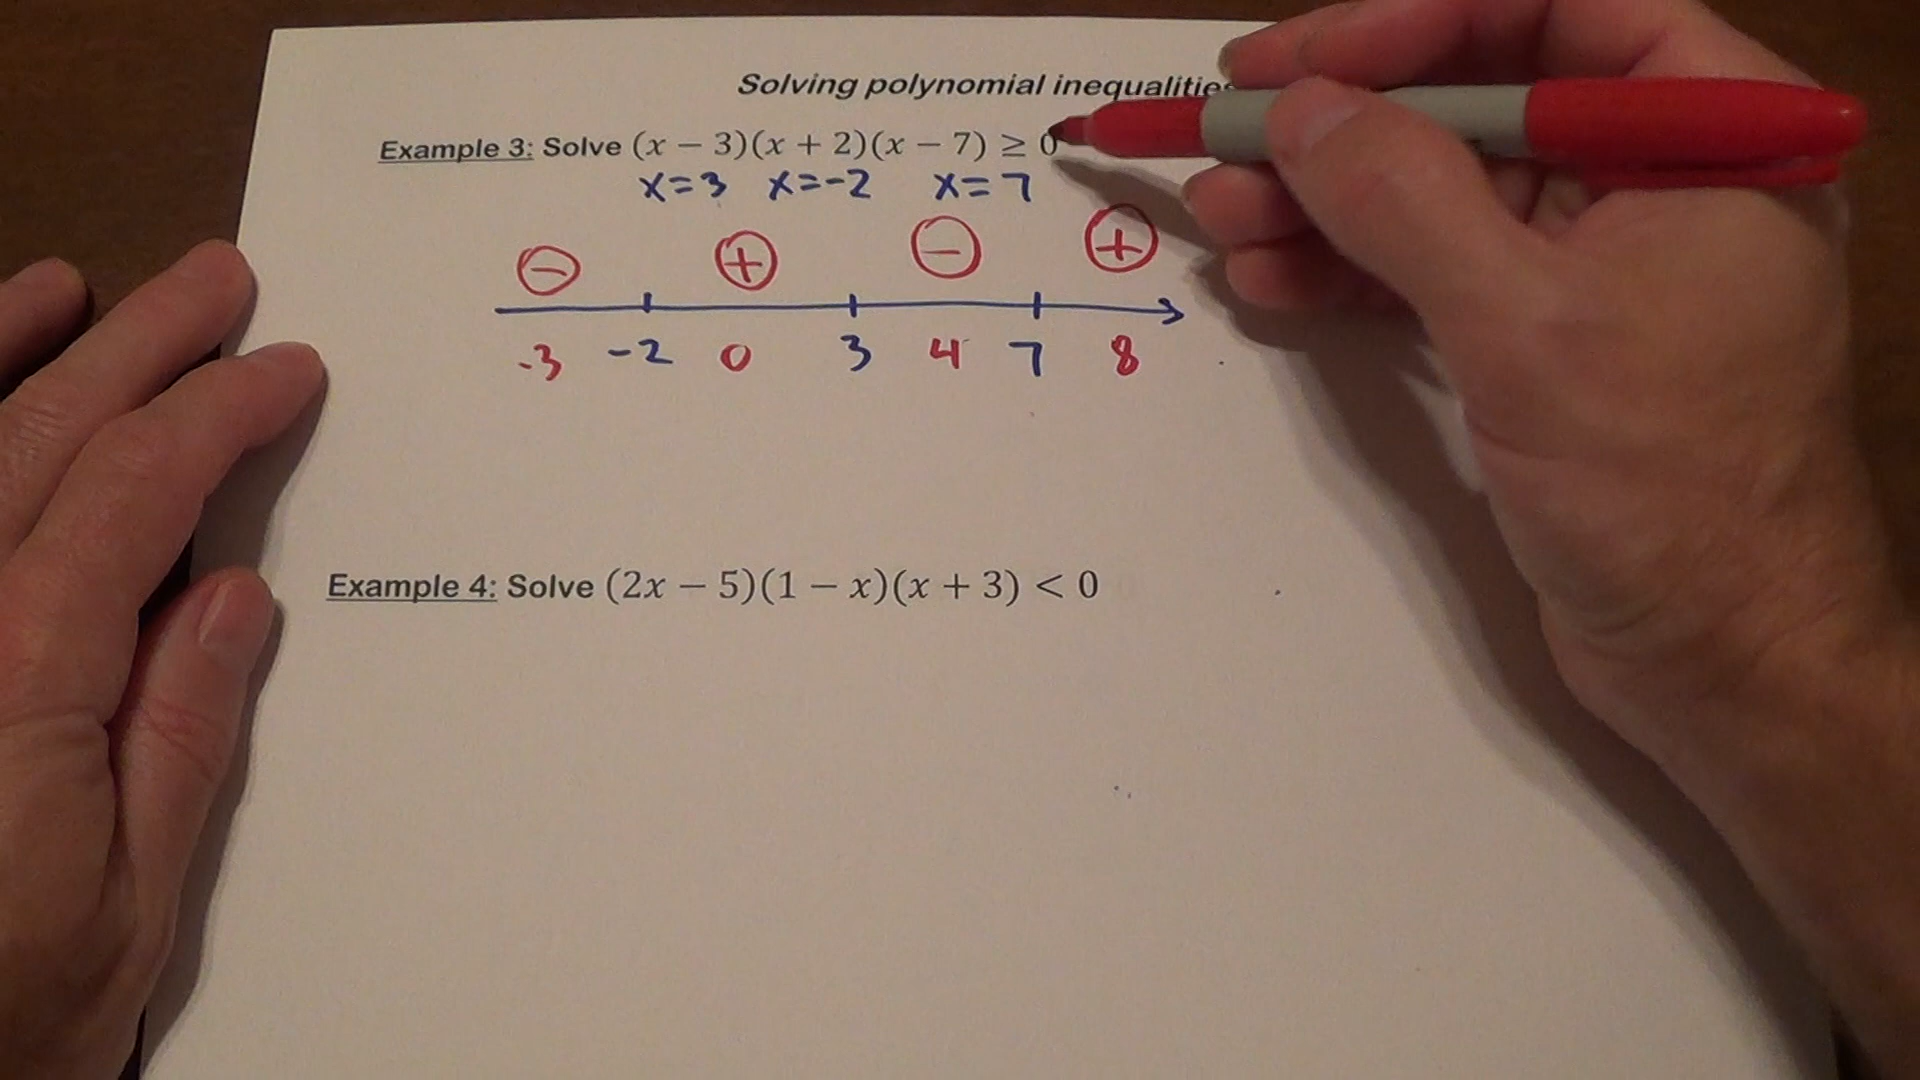 Solving polynomial inequalities
Example 3: Solve (x − 3)(x + 2)(x − 7) ≥ 0
x=3 x=-2 x=7
− + − +
-3 -2 0 3 4 7 8
Example 4: Solve (2x − 5)(1 − x)(x + 3) < 0